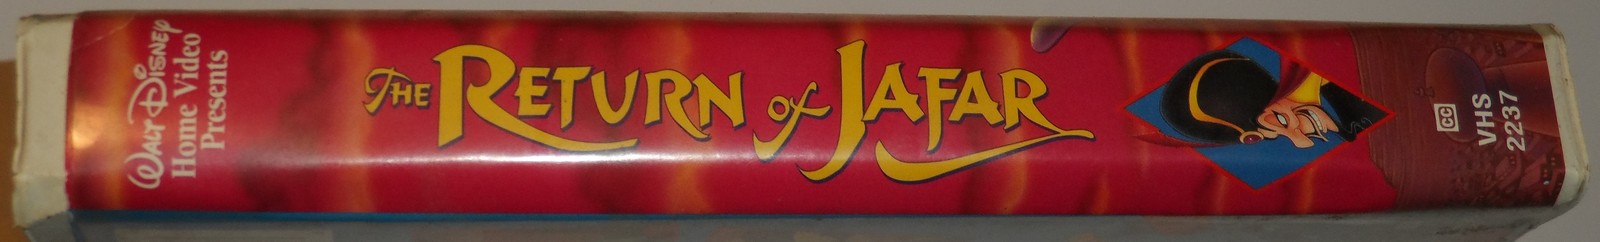 WALT DISNEY
Home Video
Presents
THE RETURN of JAFAR
CC
VHS
2237